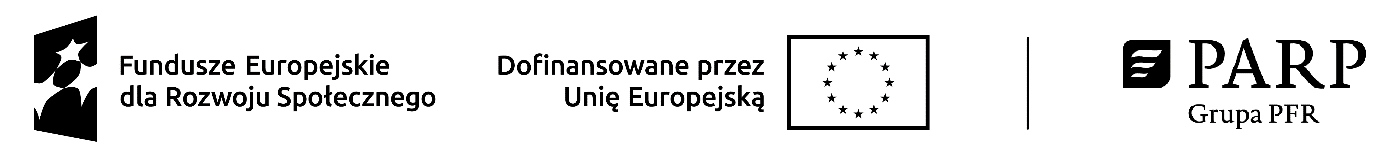 Fundusze Europejskie
dla Rozwoju Społecznego
Dofinansowane przez
Unię Europejską
PARP
Grupa PFR